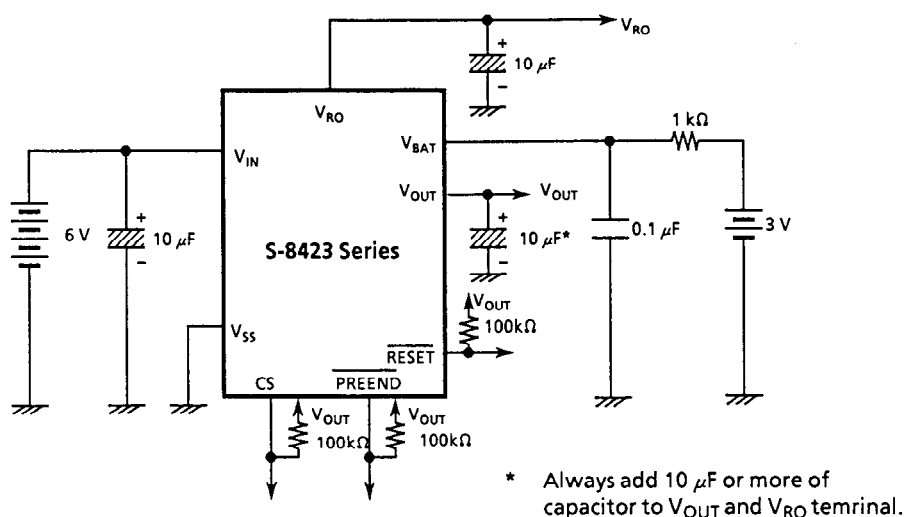 VRO
10 μF
+
−
VRO
1 kΩ
VIN
VBAT
VOUT
VOUT
6 V
+
10 μF
−
S-8423 Series
+
10 μF*
−
0.1 μF
3 V
VSS
VOUT
100kΩ
RESET
CS
PREEND
VOUT
100kΩ
VOUT
100kΩ
* Always add 10 μF or more of
capacitor to VOUT and VRO temrinal.